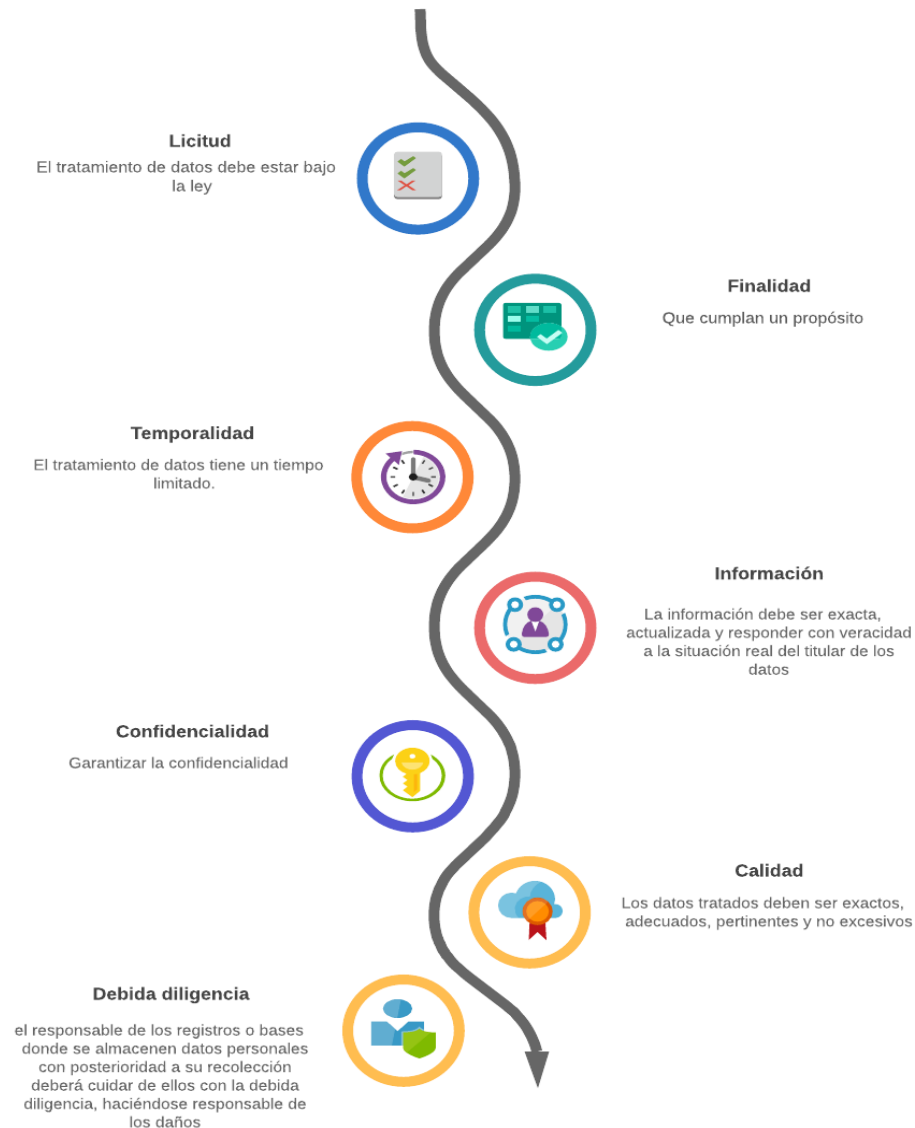 Licitud
El tratamiento de datos debe estar bajo
la ley
Finalidad
Que cumplan un propósito
Temporalidad
El tratamiento de datos tiene un tiempo
limitado.
Información
La información debe ser exacta,
actualizada y responder con veracidad
a la situación real del titular de los
datos
Confidencialidad
Garantizar la confidencialidad
Calidad
Los datos tratados deben ser exactos,
adecuados, pertinentes y no excesivos
Debida diligencia
el responsable de los registros o bases
donde se almacenen datos personales
con posterioridad a su recolección
deberá cuidar de ellos con la debida
diligencia, haciéndose responsable de
los daños